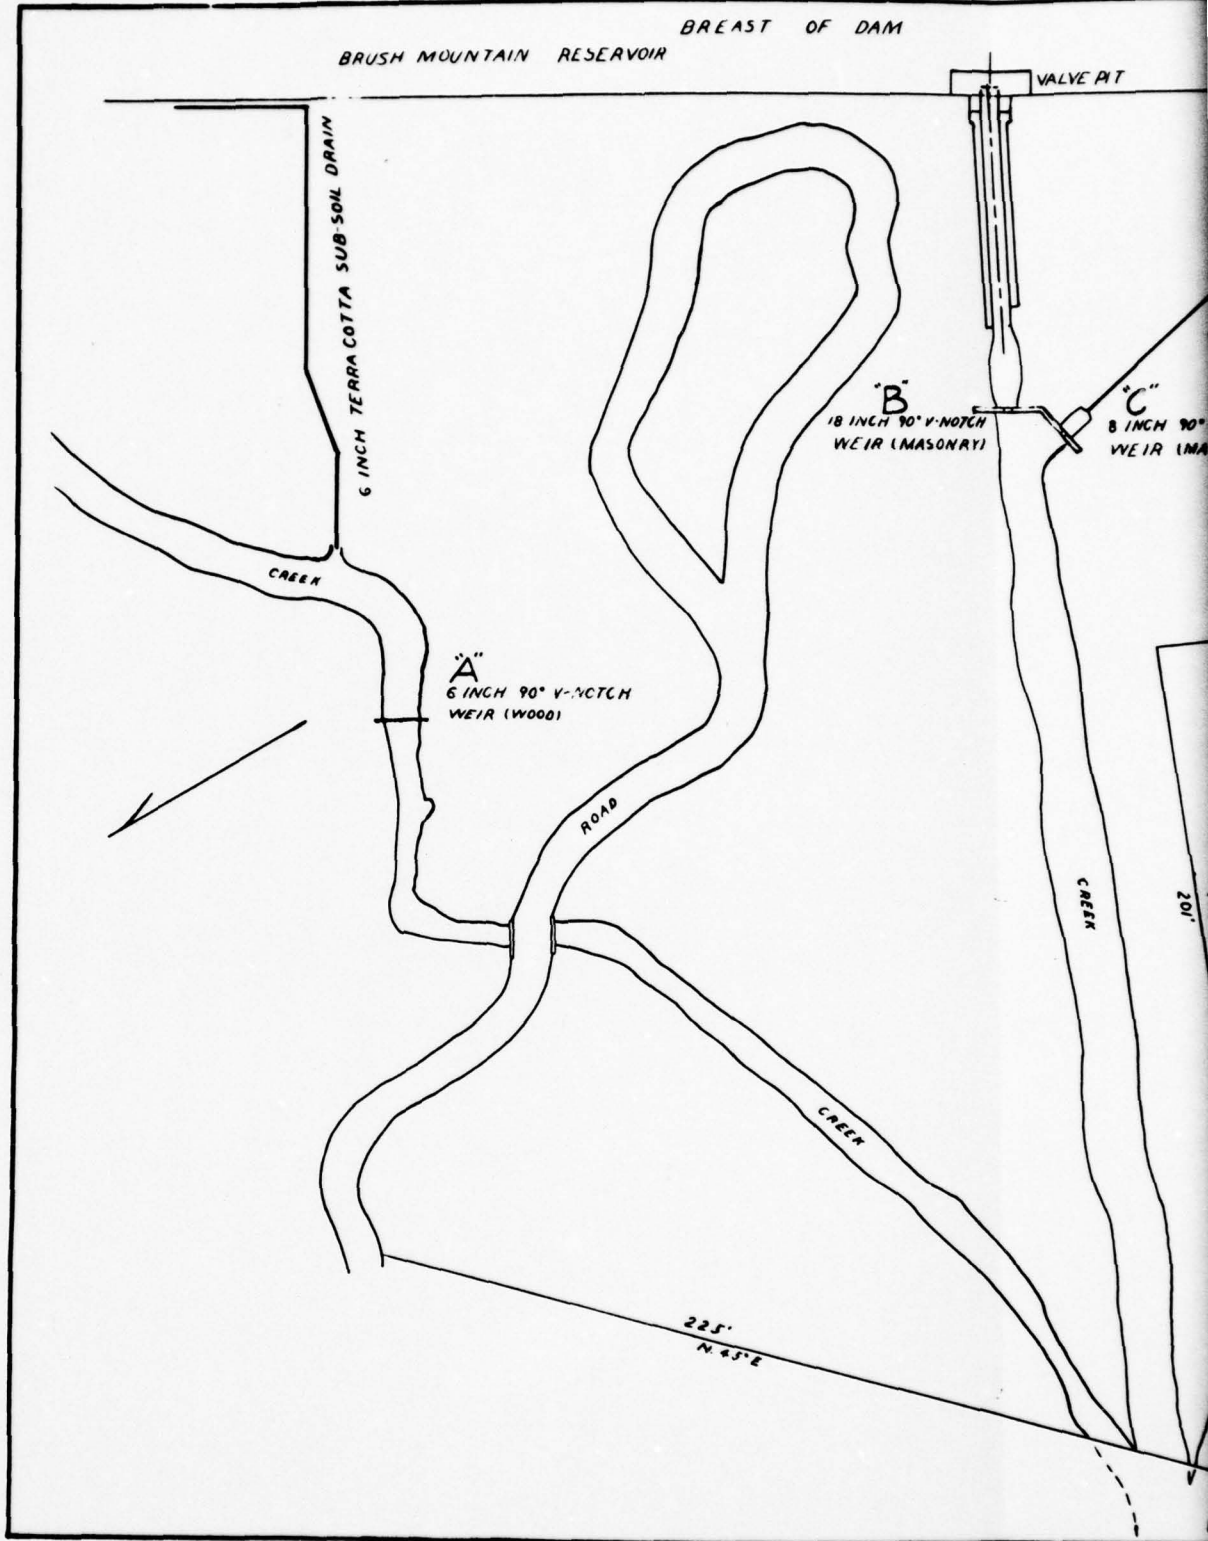 BREAST OF DAM
BRUSH MOUNTAIN RESERVOIR
VALVE PIT
6 INCH TERRA COTTA SUB-SOIL DRAIN
"B"
18 INCH 90° V-NOTCH
WEIR (MASONRY)
"C"
8 INCH 90°
WEIR (MA
CREEK
"A"
6 INCH 90° V-NOTCH
WEIR (WOOD)
ROAD
CREEK
201'
CREEK
225'
N. 45° E